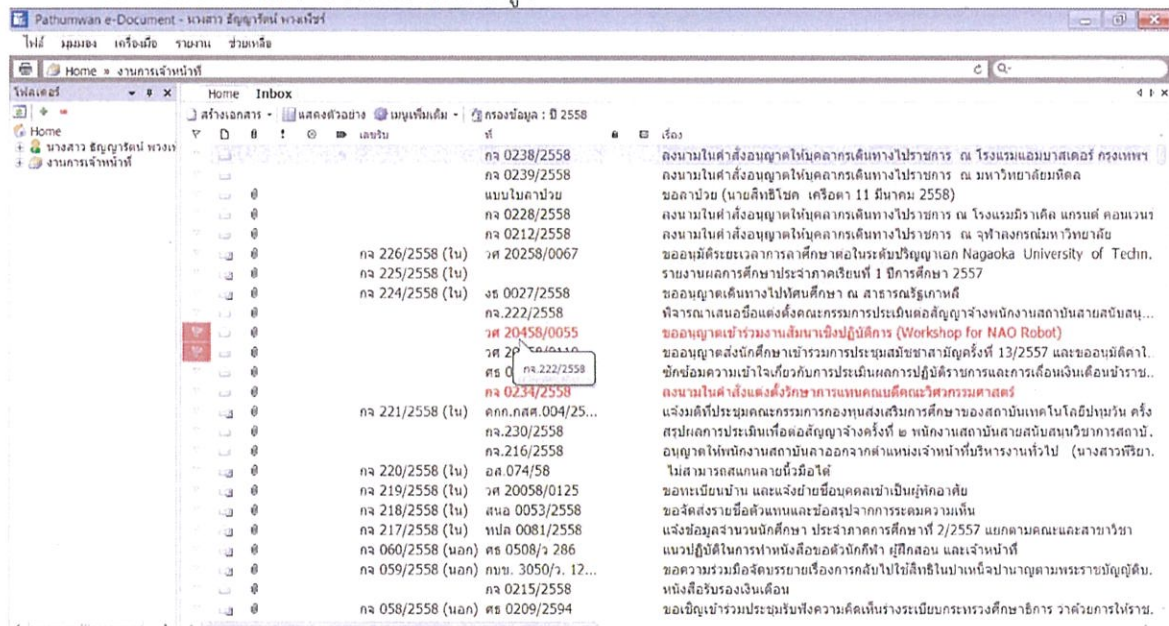 Pathumwan e-Document - นางสาว ธัญญารัตน์ พวงเพ็ชร์
ไฟล์ มุมมอง เครื่องมือ รายงาน ช่วยเหลือ
Home » งานการเจ้าหน้าที่
โฟลเดอร์
Home Inbox
สร้างเอกสาร แสดงตัวอย่าง เมนูเพิ่มเติม กรองข้อมูล : ปี 2558
Home
นางสาว ธัญญารัตน์ พวงเพ
งานการเจ้าหน้าที่
เลขรับ ที่ เรื่อง
กจ 0238/2558 ลงนามในคำสั่งอนุญาตให้บุคลากรเดินทางไปราชการ ณ โรงแรมแอมบาสเดอร์ กรุงเทพฯ
กจ 0239/2558 ลงนามในคำสั่งอนุญาตให้บุคลากรเดินทางไปราชการ ณ มหาวิทยาลัยมหิดล
แบบใบลาป่วย ขอลาป่วย (นายสิทธิโชค เครือตา 11 มีนาคม 2558)
กจ 0228/2558 ลงนามในคำสั่งอนุญาตให้บุคลากรเดินทางไปราชการ ณ โรงแรมมิราเคิล แกรนด์ คอนเวนร
กจ 0212/2558 ลงนามในคำสั่งอนุญาตให้บุคลากรเดินทางไปราชการ ณ จุฬาลงกรณ์มหาวิทยาลัย
กจ 226/2558 (ใน) วศ 20258/0067 ขออนุมัติระยะเวลาการลาศึกษาต่อในระดับปริญญาเอก Nagaoka University of Techn.
กจ 225/2558 (ใน) รายงานผลการศึกษาประจำภาคเรียนที่ 1 ปีการศึกษา 2557
กจ 224/2558 (ใน) งธ 0027/2558 ขออนุญาตเดินทางไปทัศนศึกษา ณ สาธารณรัฐเกาหลี
กจ.222/2558 พิจารณาเสนอชื่อแต่งตั้งคณะกรรมการประเมินต่อสัญญาจ้างพนักงานสถาบันสายสนับสนุ...
วศ 20458/0055 ขออนุญาตเข้าร่วมงานสัมนาเชิงปฏิบัติการ (Workshop for NAO Robot)
วศ ขออนุญาตส่งนักศึกษาเข้าร่วมการประชุมสมัชชาสามัญครั้งที่ 13/2557 และขออนุมัติคาใ.
กจ.222/2558
ศธ 0 ซักซ้อมความเข้าใจเกี่ยวกับการประเมินผลการปฏิบัติราชการและการเลื่อนเงินเดือนข้าราช..
กจ 0234/2558 ลงนามในคำสั่งแต่งตั้งรักษาการแทนคณบดีคณะวิศวกรรมศาสตร์
กจ 221/2558 (ใน) คกก.กสศ.004/25... แจ้งมติที่ประชุมคณะกรรมการกองทุนส่งเสริมการศึกษาของสถาบันเทคโนโลยีปทุมวัน ครั้ง
กจ.230/2558 สรุปผลการประเมินเพื่อต่อสัญญาจ้างครั้งที่ ๒ พนักงานสถาบันสายสนับสนุนวิชาการสถาบั.
กจ.216/2558 อนุญาตให้พนักงานสถาบันลาออกจากตำแหน่งเจ้าหน้าที่บริหารงานทั่วไป (นางสาวพีริยา.
กจ 220/2558 (ใน) อส.074/58 ไม่สามารถสแกนลายนิ้วมือได้
กจ 219/2558 (ใน) วศ 20058/0125 ขอทะเบียนบ้าน และแจ้งย้ายชื่อบุคคลเข้าเป็นผู้พักอาศัย
กจ 218/2558 (ใน) สนอ 0053/2558 ขอจัดส่งรายชื่อตัวแทนและข้อสรุปจากการระดมความเห็น
กจ 217/2558 (ใน) ทปล 0081/2558 แจ้งข้อมูลจำนวนนักศึกษา ประจำภาคการศึกษาที่ 2/2557 แยกตามคณะและสาขาวิชา
กจ 060/2558 (นอก) ศธ 0508/ว 286 แนวปฏิบัติในการทำหนังสือขอตัวนักกีฬา ผู้ฝึกสอน และเจ้าหน้าที่
กจ 059/2558 (นอก) กบข. 3050/ว. 12... ขอความร่วมมือจัดบรรยายเรื่องการกลับไปใช้สิทธิในบำเหน็จบำนาญตามพระราชบัญญัติบ.
กจ 0215/2558 หนังสือรับรองเงินเดือน
กจ 058/2558 (นอก) ศธ 0209/2594 ขอเชิญเข้าร่วมประชุมรับฟังความคิดเห็นร่างระเบียบกระทรวงศึกษาธิการ ว่าด้วยการให้ราช.